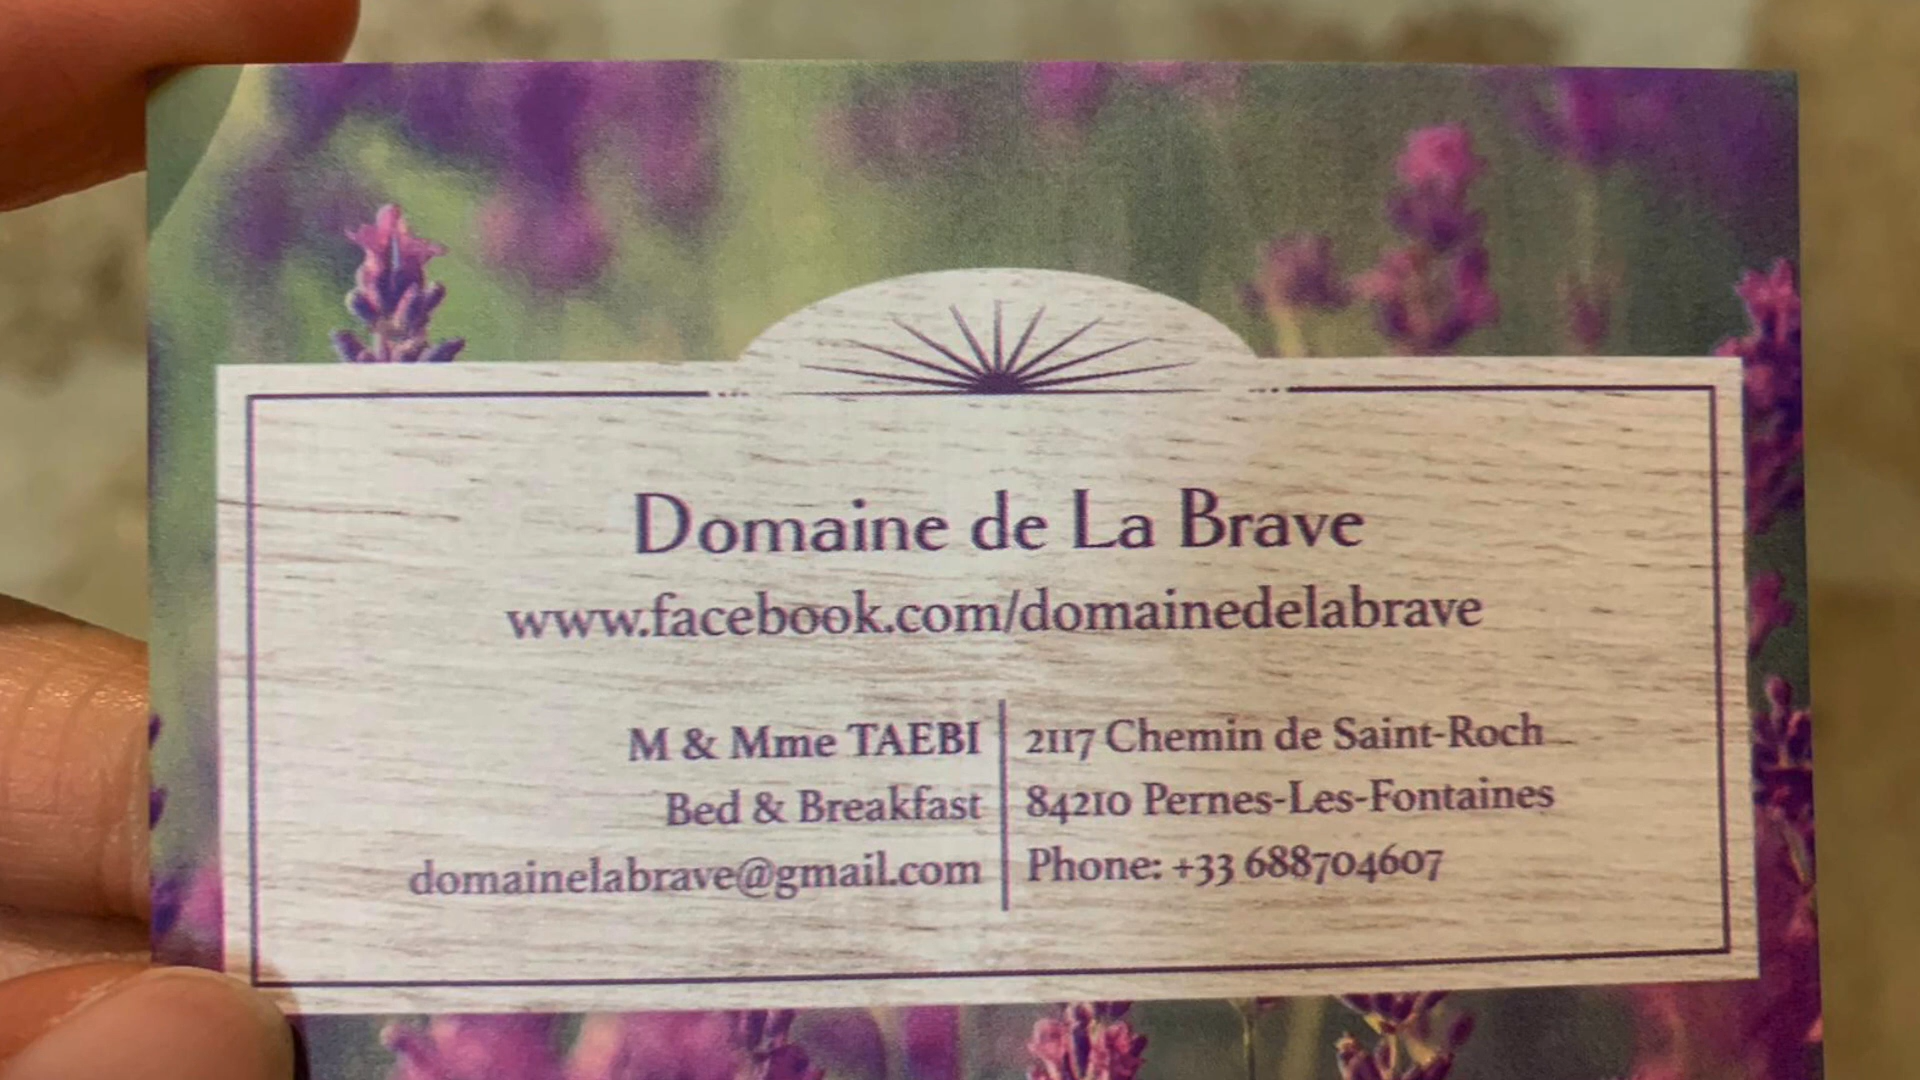 Domaine de La Brave
www.facebook.com/domainedelabrave
M & Mme TAEBI
Bed & Breakfast
domainelabrave@gmail.com
2117 Chemin de Saint-Roch
84210 Pernes-Les-Fontaines
Phone: +33 688704607